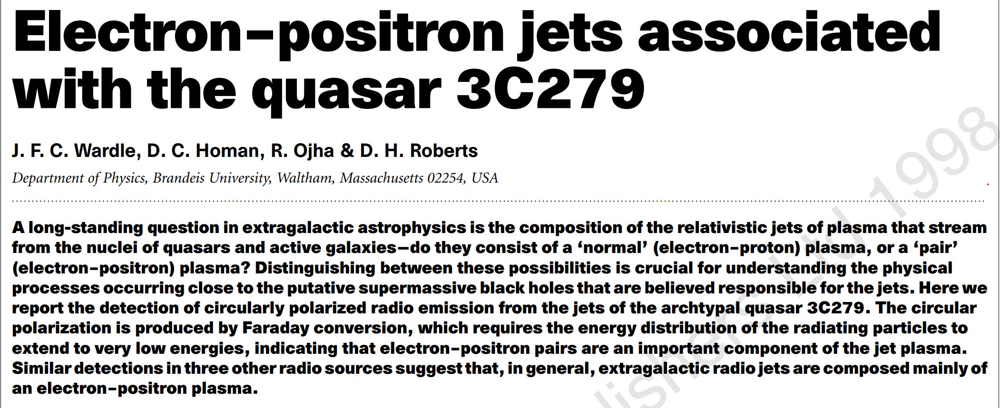 Electron–positron jets associated
with the quasar 3C279
J. F. C. Wardle, D. C. Homan, R. Ojha & D. H. Roberts
Department of Physics, Brandeis University, Waltham, Massachusetts 02254, USA
A long-standing question in extragalactic astrophysics is the composition of the relativistic jets of plasma that stream
from the nuclei of quasars and active galaxies—do they consist of a ‘normal’ (electron–proton) plasma, or a ‘pair’
(electron–positron) plasma? Distinguishing between these possibilities is crucial for understanding the physical
processes occurring close to the putative supermassive black holes that are believed responsible for the jets. Here we
report the detection of circularly polarized radio emission from the jets of the archtypal quasar 3C279. The circular
polarization is produced by Faraday conversion, which requires the energy distribution of the radiating particles to
extend to very low energies, indicating that electron–positron pairs are an important component of the jet plasma.
Similar detections in three other radio sources suggest that, in general, extragalactic radio jets are composed mainly of
an electron–positron plasma.
lishers Ltd 1998